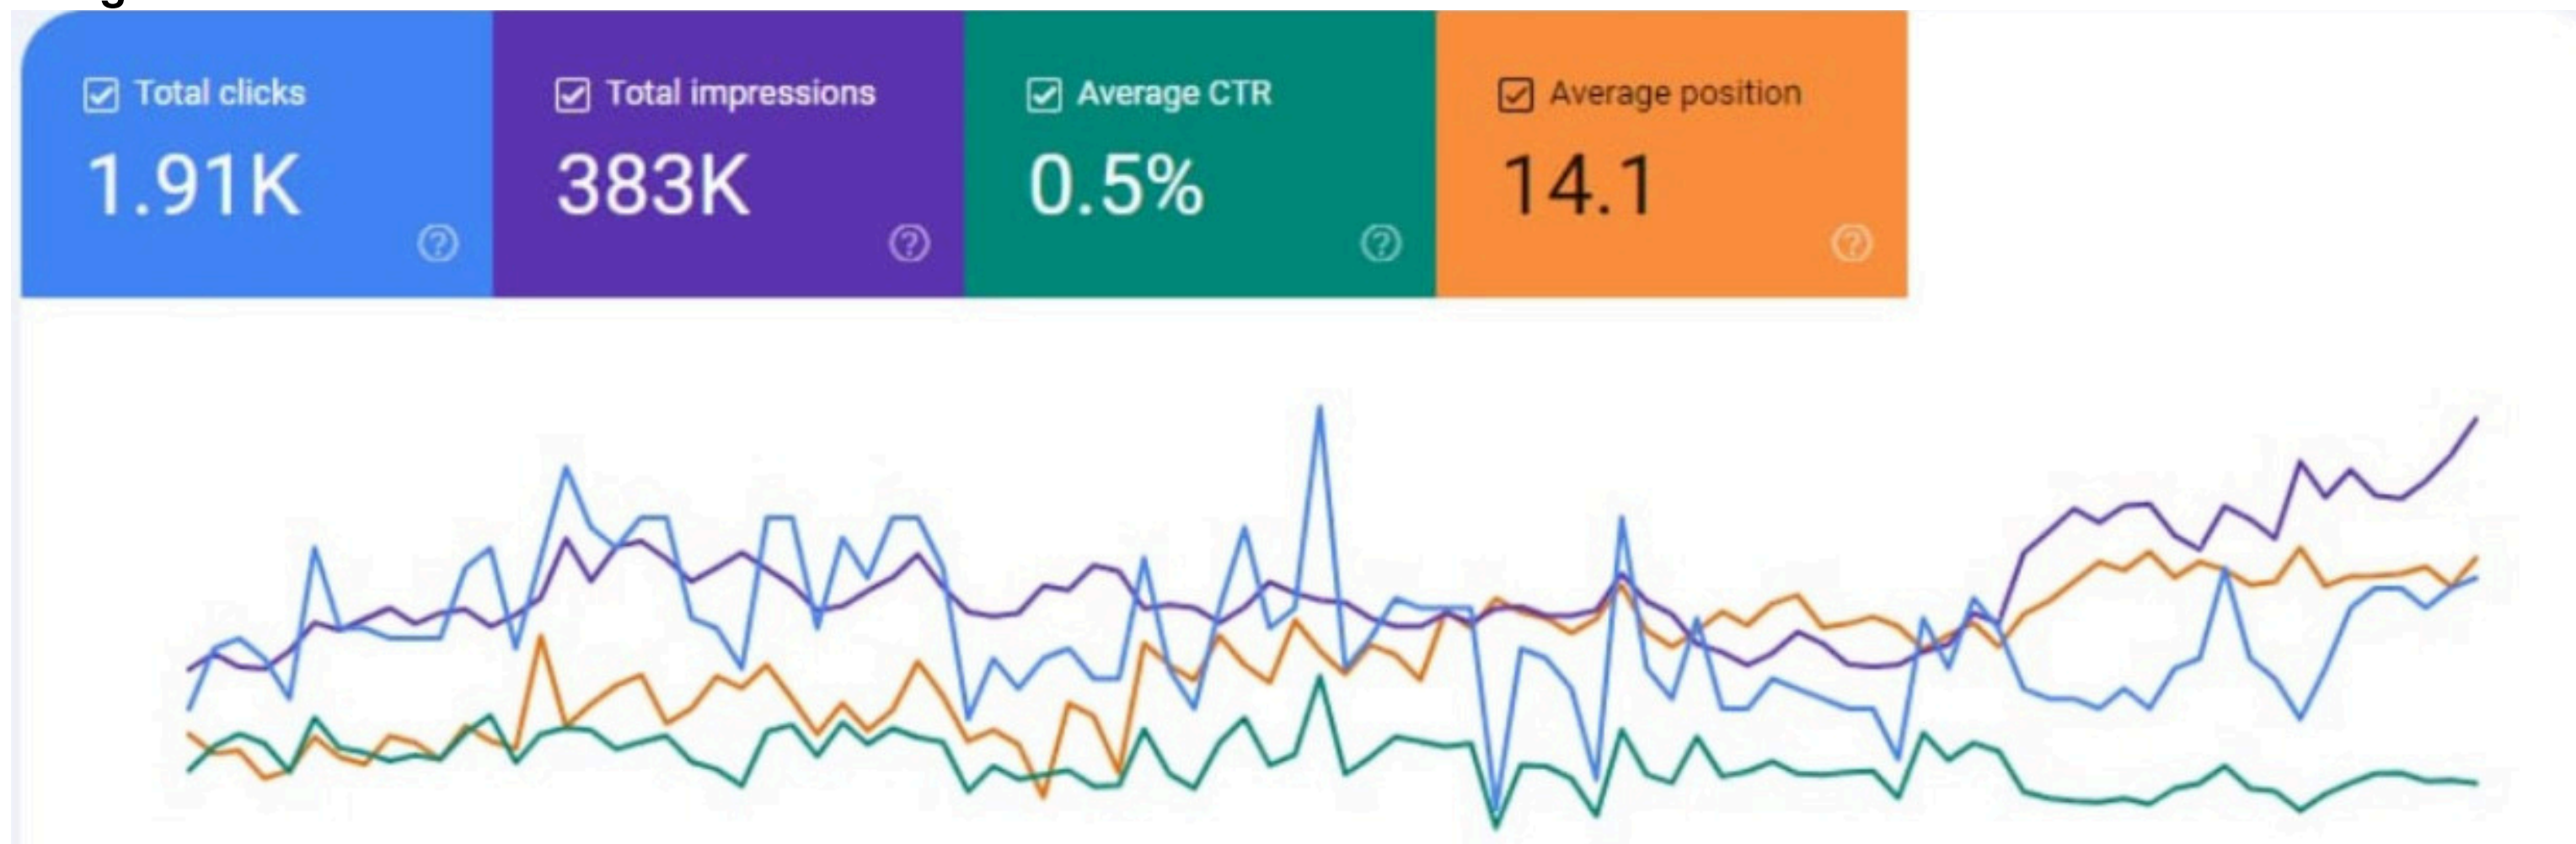 Total clicks
1.91K
Total impressions
383K
Average CTR
0.5%
Average position
14.1